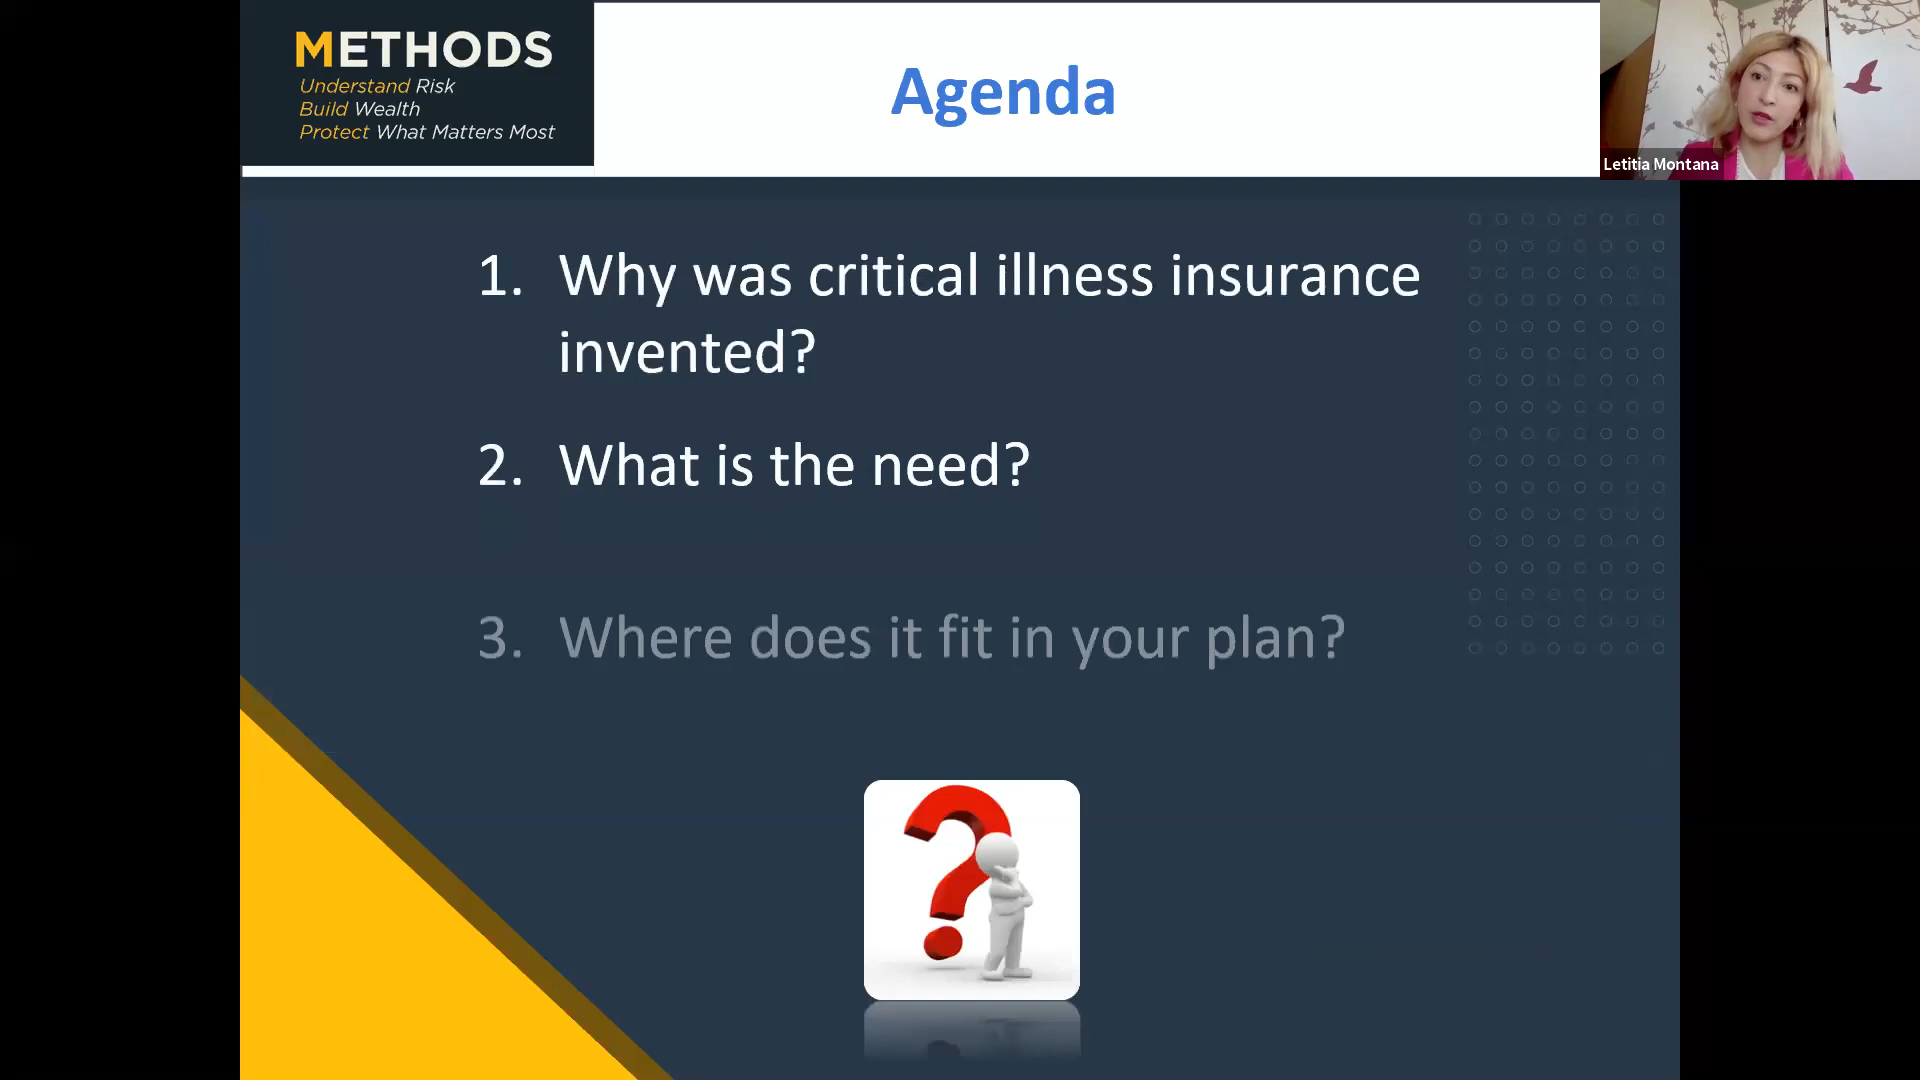 METHODS
Understand Risk
Build Wealth
Protect What Matters Most
Agenda
Letitia Montana
1. Why was critical illness insurance
invented?
2. What is the need?
3. Where does it fit in your plan?